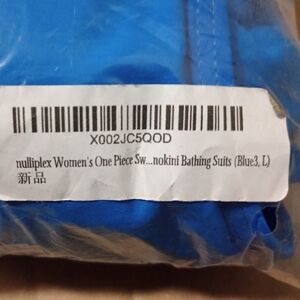 X002JC5QOD
nulliplex Women's One Piece Sw...nokini Bathing Suits (Blue3, L)
新品